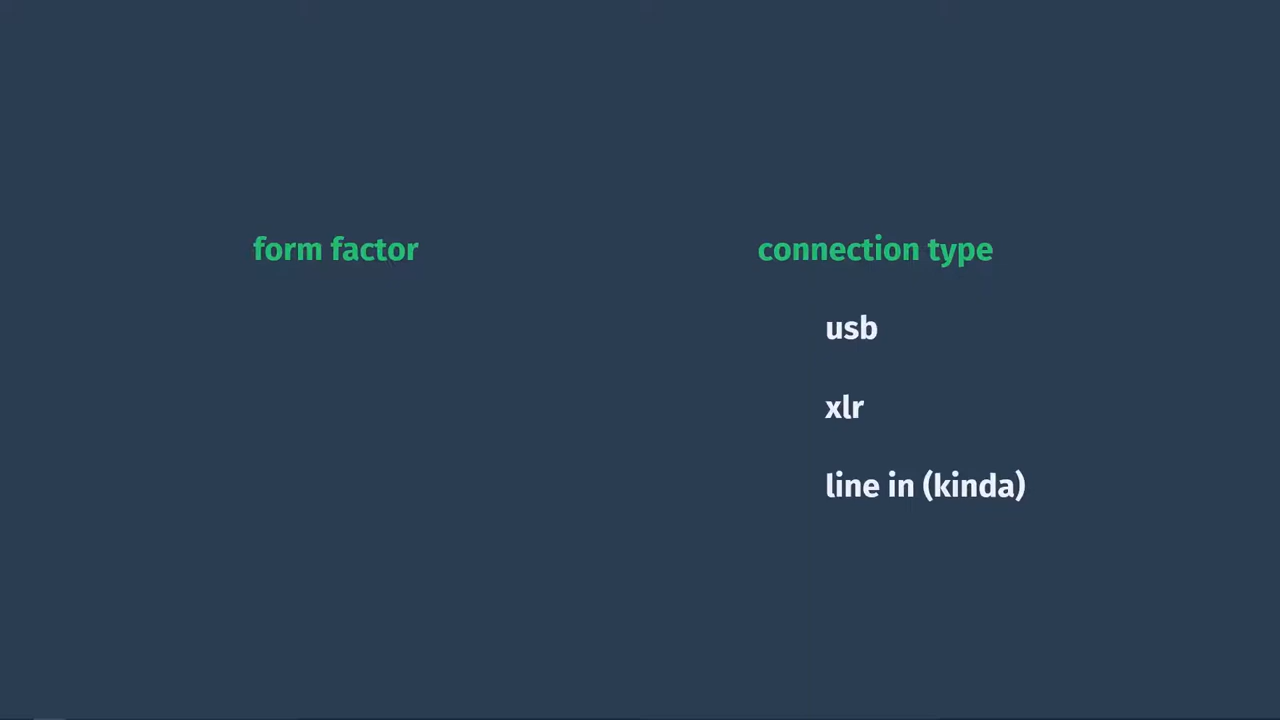 form factor
connection type
usb
xlr
line in (kinda)